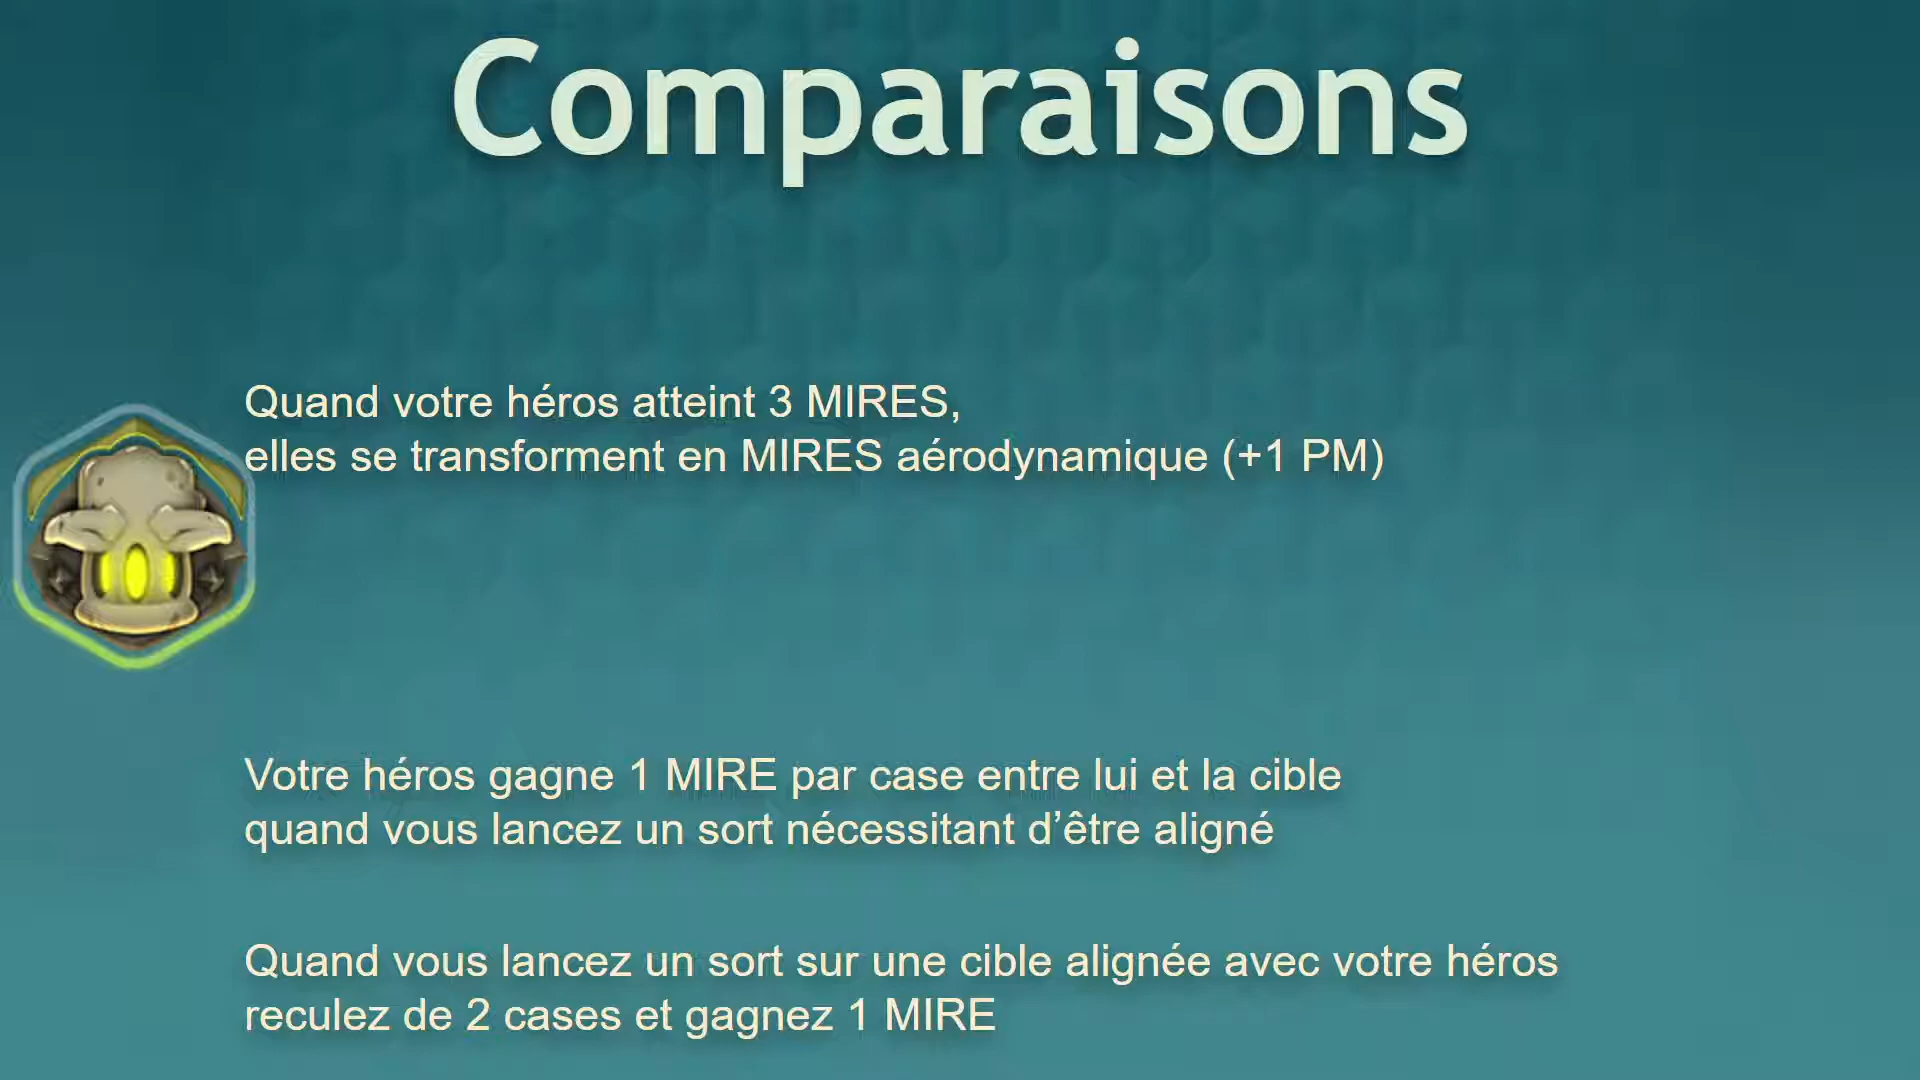 Comparaisons
Quand votre héros atteint 3 MIRES,
elles se transforment en MIRES aérodynamique (+1 PM)
Votre héros gagne 1 MIRE par case entre lui et la cible
quand vous lancez un sort nécessitant d’être aligné
Quand vous lancez un sort sur une cible alignée avec votre héros
reculez de 2 cases et gagnez 1 MIRE